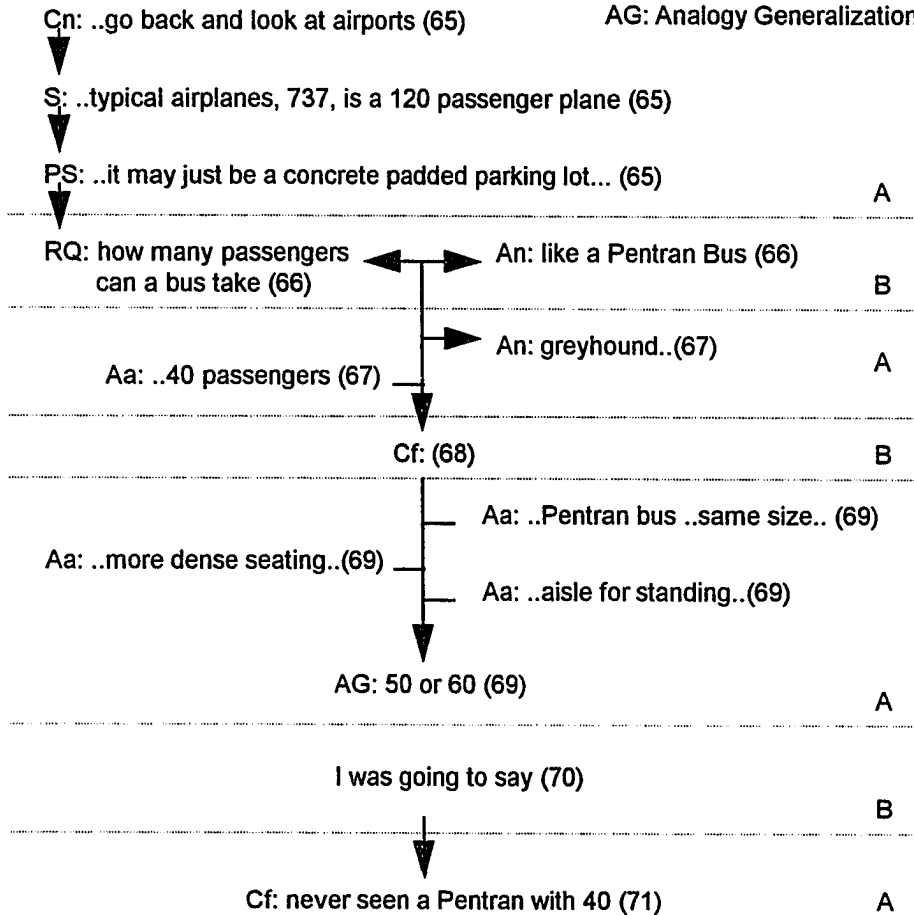 Cn: ..go back and look at airports (65)
AG: Analogy Generalization
S: ..typical airplanes, 737, is a 120 passenger plane (65)
PS: ..it may just be a concrete padded parking lot... (65)
A
RQ: how many passengers
can a bus take (66)
An: like a Pentran Bus (66)
B
An: greyhound..(67)
A
Aa: ..40 passengers (67)
Cf: (68)
B
Aa: ..Pentran bus ..same size.. (69)
Aa: ..more dense seating..(69)
Aa: ..aisle for standing..(69)
AG: 50 or 60 (69)
A
I was going to say (70)
B
Cf: never seen a Pentran with 40 (71)
A